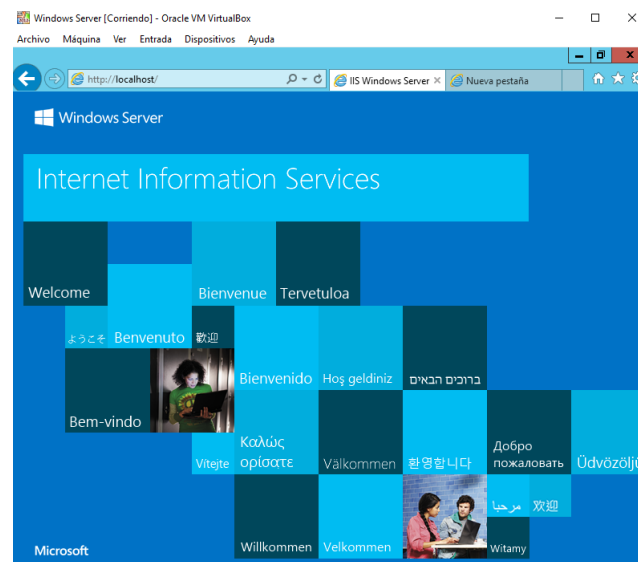 Windows Server [Corriendo] - Oracle VM VirtualBox
Archivo Máquina Ver Entrada Dispositivos Ayuda
http://localhost/
IIS Windows Server
Nueva pestaña
Windows Server
Internet Information Services
Welcome
Bienvenue
Tervetuloa
ようこそ
Benvenuto
歡迎
Bienvenido
Hoş geldiniz
ברוכים הבאים
Bem-vindo
Vítejte
Καλώς
ορίσατε
Välkommen
환영합니다
Добро
пожаловать
Üdvözölj
مرحبا
欢迎
Microsoft
Willkommen
Velkommen
Witamy